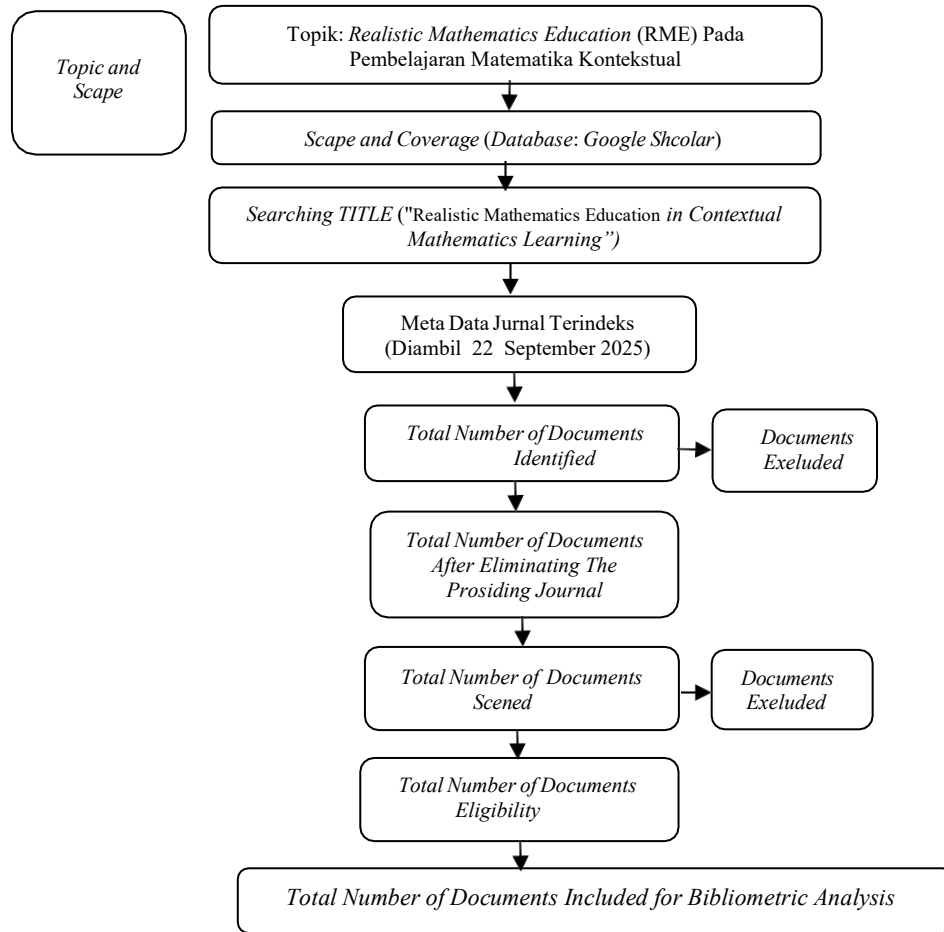 Topic and
Scape
Topik: Realistic Mathematics Education (RME) Pada
Pembelajaran Matematika Kontekstual
Scape and Coverage (Database: Google Shcolar)
Searching TITLE ("Realistic Mathematics Education in Contextual
Mathematics Learning”)
Meta Data Jurnal Terindeks
(Diambil 22 September 2025)
Total Number of Documents
Identified
Documents
Exeluded
Total Number of Documents
After Eliminating The
Prosiding Journal
Total Number of Documents
Scened
Documents
Exeluded
Total Number of Documents
Eligibility
Total Number of Documents Included for Bibliometric Analysis